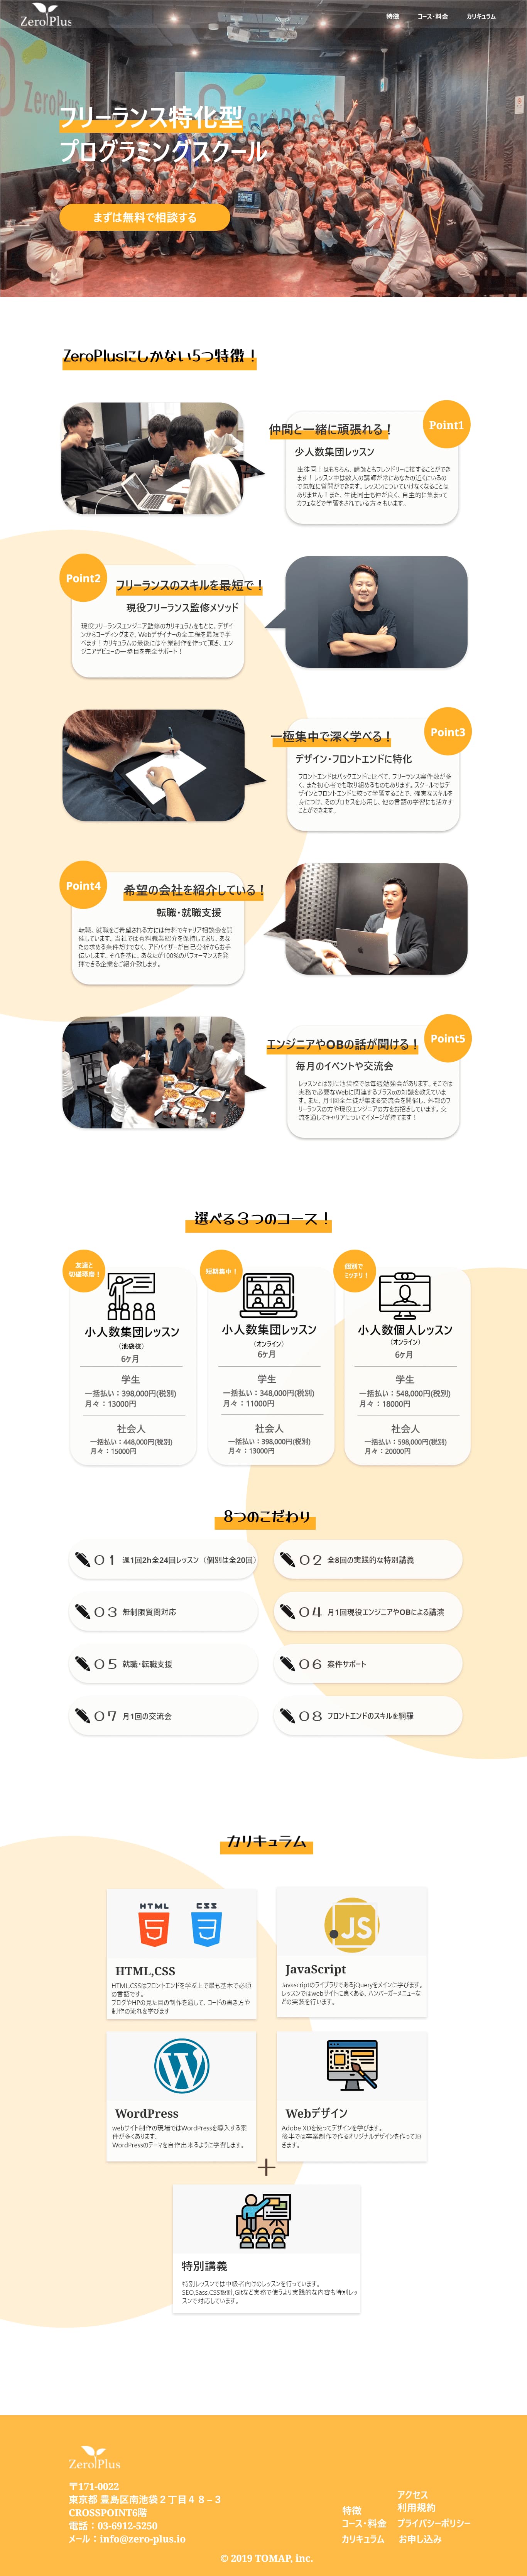 Zero Plus
特徴
コース・料金
カリキュラム
フリーランス特化型
プログラミングスクール
まずは無料で相談する
ZeroPlusにしかない5つ特徴！
Point1
仲間と一緒に頑張れる！
少人数集団レッスン
生徒同士はもちろん、講師ともフレンドリーに接することができ
ます！レッスン中は数人の講師が常にあなたの近くにいるの
で気軽に質問ができます。レッスンについていけなくなることは
ありません！また、生徒同士も仲が良く、自主的に集まって
カフェなどで学習をされている方々もいます。
Point2
フリーランスのスキルを最短で！
現役フリーランス監修メソッド
現役フリーランスエンジニア監修のカリキュラムをもとに、デザイ
ンからコーディングまで、Webデザイナーの全工程を最短で学
べます！カリキュラムの最後には卒業制作を作って頂き、エン
ジニアデビューの一歩目を完全サポート！
Point3
一極集中で深く学べる！
デザイン・フロントエンドに特化
フロントエンドはバックエンドに比べて、フリーランス案件数が多
く、また初心者でも取り組めるものもあります。スクールではデ
ザインとフロントエンドに絞って学習することで、確実なスキルを
身につけ、そのプロセスを応用し、他の言語の学習にも活かす
ことができます。
Point4
希望の会社を紹介している！
転職・就職支援
転職、就職をご希望される方には無料でキャリア相談会を開
催しています。当社では有料職業紹介を保持しており、あな
たの求める条件だけでなく、アドバイザーが自己分析からお手
伝いします。それを基に、あなたが100%のパフォーマンスを発
揮できる企業をご紹介致します。
Point5
エンジニアやOBの話が聞ける！
毎月のイベントや交流会
レッスンとは別に池袋校では毎週勉強会があります。そこでは
実務で必要なWebに関連するプラスαの知識を教えていま
す。また、月1回全生徒が集まる交流会を開催し、外部のフ
リーランスの方や現役エンジニアの方をお招きしています。交
流を通してキャリアについてイメージが持てます！
選べる３つのコース！
友達と
切磋琢磨！
小人数集団レッスン
（池袋校）
6ヶ月
学生
一括払い：398,000円(税別)
月々：13000円
社会人
一括払い：448,000円(税別)
月々：15000円
短期集中！
小人数集団レッスン
（オンライン）
6ヶ月
学生
一括払い：348,000円(税別)
月々：11000円
社会人
一括払い：398,000円(税別)
月々：13000円
個別で
ミッチリ！
小人数個人レッスン
（オンライン）
6ヶ月
学生
一括払い：548,000円(税別)
月々：18000円
社会人
一括払い：598,000円(税別)
月々：20000円
8つのこだわり
01 週1回2h全24回レッスン（個別は全20回）
02 全8回の実践的な特別講義
03 無制限質問対応
04 月1回現役エンジニアやOBによる講演
05 就職・転職支援
06 案件サポート
07 月1回の交流会
08 フロントエンドのスキルを網羅
カリキュラム
HTML
CSS
HTML,CSS
HTML,CSSはフロントエンドを学ぶ上で最も基本で必須
の言語です。
ブログやHPの見た目の制作を通して、コードの書き方や
制作の流れを学びます
JS
JavaScript
JavascriptのライブラリであるjQueryをメインに学びます。
レッスンではwebサイトに良くある、ハンバーガーメニューな
どの実装を行います。
WordPress
webサイト制作の現場ではWordPressを導入する案
件が多くあります。
WordPressのテーマを自作出来るように学習します。
Webデザイン
Adobe XDを使ってデザインを学びます。
後半では卒業制作で作るオリジナルデザインを作って頂
きます。
特別講義
特別レッスンでは中級者向けのレッスンを行っています。
SEO,Sass,CSS設計,Gitなど実務で使うより実践的な内容も特別レッ
スンで対応しています。
Zero Plus
〒171-0022
東京都 豊島区南池袋２丁目４８−３
CROSSPOINT6階
電話：03-6912-5250
メール：info@zero-plus.io
特徴
コース・料金
カリキュラム
アクセス
利用規約
プライバシーポリシー
お申し込み
© 2019 TOMAP, inc.